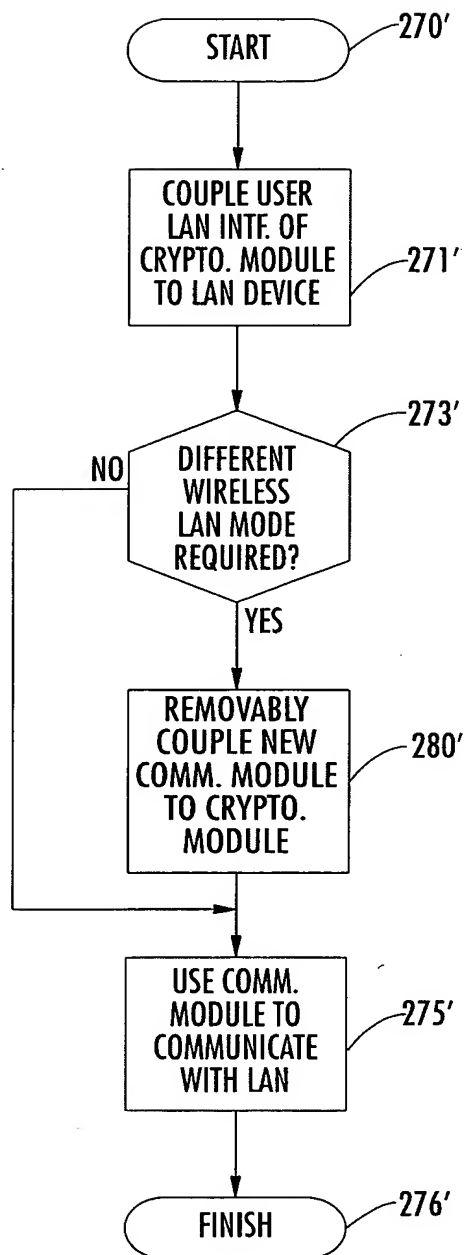 START
270'
COUPLE USER
LAN INTF. OF
CRYPTO. MODULE
TO LAN DEVICE
271'
273'
NO
DIFFERENT
WIRELESS
LAN MODE
REQUIRED?
YES
REMOVABLY
COUPLE NEW
COMM. MODULE
TO CRYPTO.
MODULE
280'
USE COMM.
MODULE TO
COMMUNICATE
WITH LAN
275'
FINISH
276'